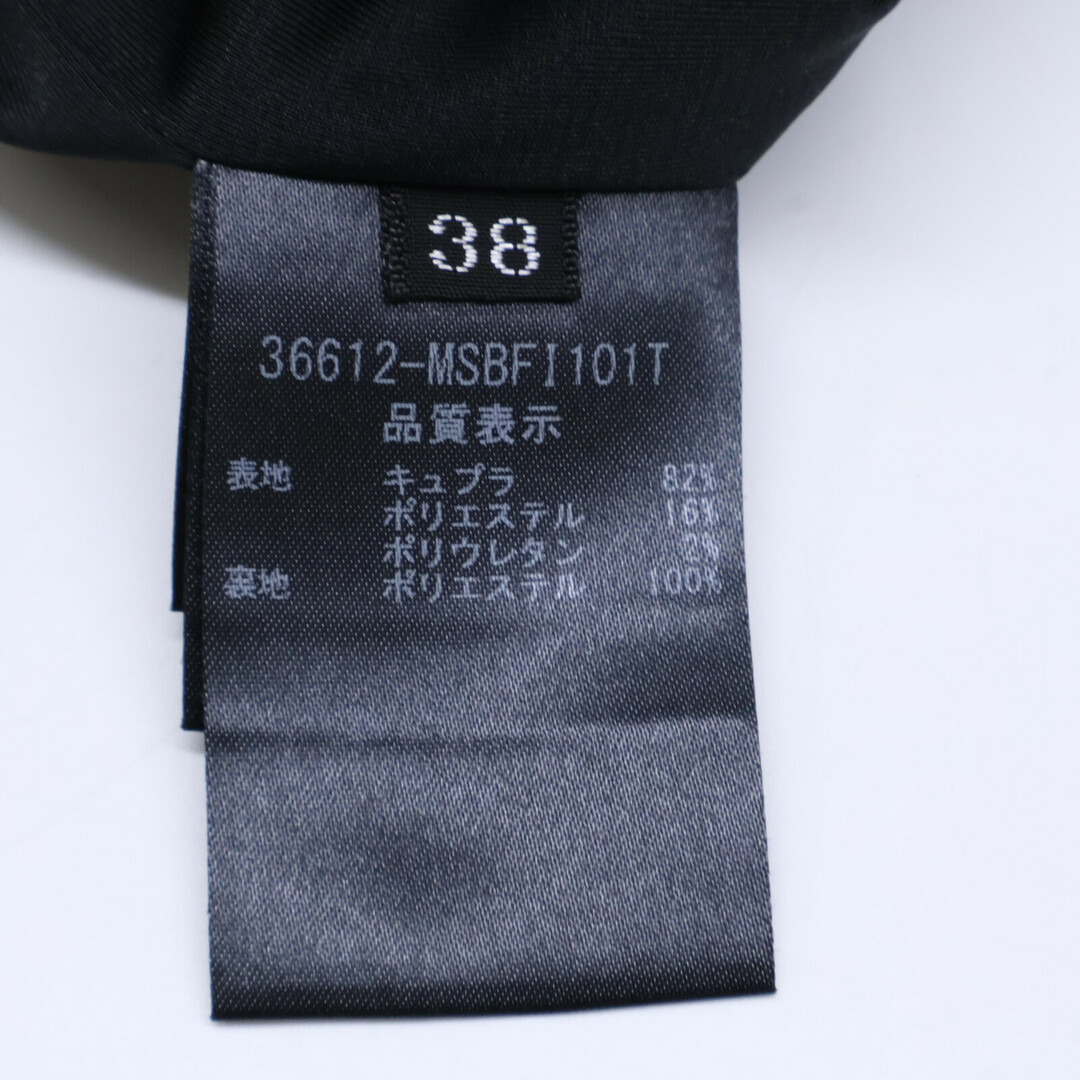 38
36612-MSBFI101T
品質表示
表地 キュプラ 82%
ポリエステル 16%
ポリウレタン 2%
裏地 ポリエステル 100%